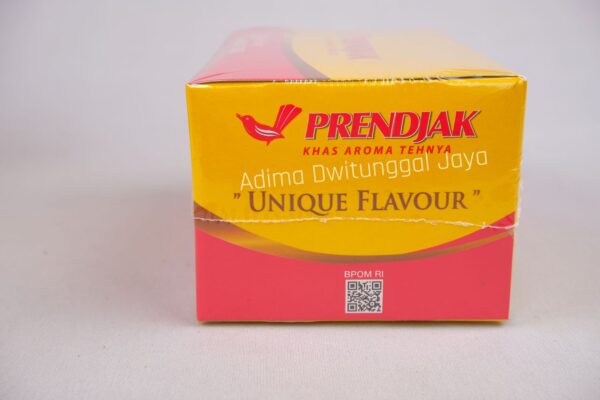 PRENDJAK
KHAS AROMA TEHNYA
Adima Dwitunggal Jaya
" UNIQUE FLAVOUR "
BPOM RI